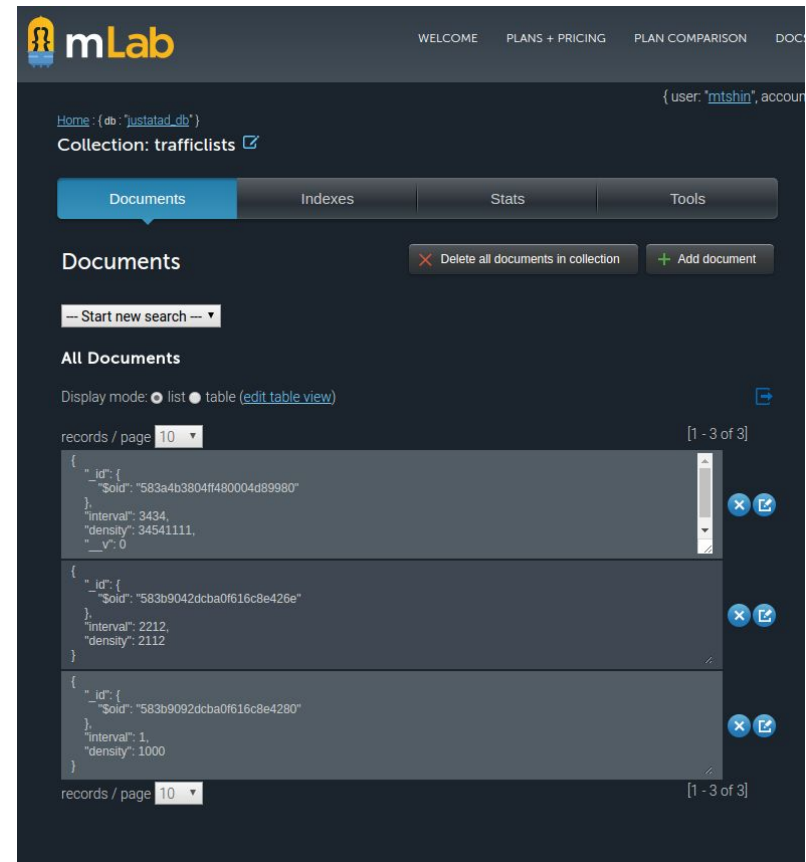 mLab
WELCOME PLANS + PRICING PLAN COMPARISON DOCS
{ user: "mtshin", accoun
Home : { db : "justatad_db" }
Collection: trafficlists
Documents Indexes Stats Tools
Documents
Delete all documents in collection
Add document
--- Start new search ---
All Documents
Display mode: list table (edit table view)
records / page 10 [1 - 3 of 3]
{
"_id": {
"$oid": "583a4b3804ff480004d89980"
},
"interval": 3434,
"density": 34541111,
"__v": 0
{
"_id": {
"$oid": "583b9042dcba0f616c8e426e"
},
"interval": 2212,
"density": 2112
}
{
"_id": {
"$oid": "583b9092dcba0f616c8e4280"
},
"interval": 1,
"density": 1000
}
records / page 10 [1 - 3 of 3]